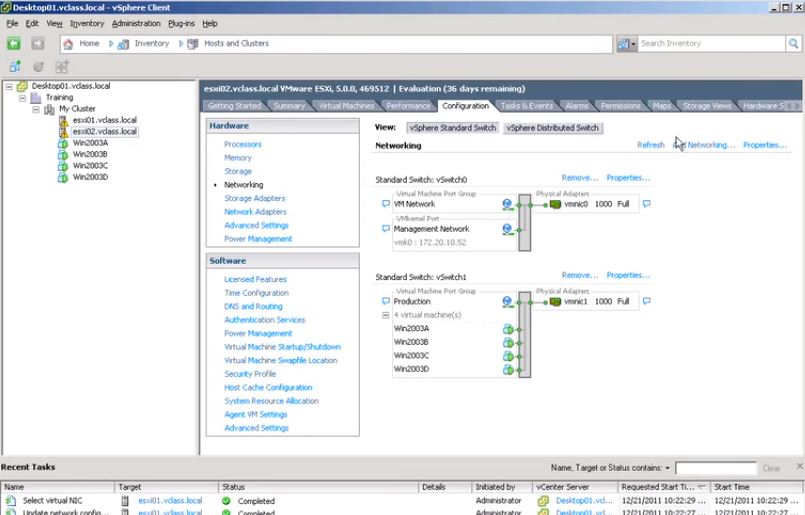 Desktop01.vclass.local - vSphere Client
File Edit View Inventory Administration Plug-ins Help
Home Inventory Hosts and Clusters Search Inventory
Desktop01.vclass.local
Training
My Cluster
esxi01.vclass.local
esxi02.vclass.local
Win2003A
Win2003B
Win2003C
Win2003D
esxi02.vclass.local VMware ESXi, 5.0.0, 469512 | Evaluation (36 days remaining)
Getting Started Summary Virtual Machines Performance Configuration Tasks & Events Alarms Permissions Maps Storage Views Hardware S
Hardware
Processors
Memory
Storage
Networking
Storage Adapters
Network Adapters
Advanced Settings
Power Management
Software
Licensed Features
Time Configuration
DNS and Routing
Authentication Services
Power Management
Virtual Machine Startup/Shutdown
Virtual Machine Swapfile Location
Security Profile
Host Cache Configuration
System Resource Allocation
Agent VM Settings
Advanced Settings
View: vSphere Standard Switch vSphere Distributed Switch
Networking Refresh Add Networking... Properties...
Standard Switch: vSwitch0 Remove... Properties...
Virtual Machine Port Group Physical Adapters
VM Network vmnic0 1000 Full
VMkernel Port
Management Network
vmk0 : 172.20.10.52
Standard Switch: vSwitch1 Remove... Properties...
Virtual Machine Port Group Physical Adapters
Production vmnic1 1000 Full
4 virtual machine(s)
Win2003A
Win2003B
Win2003C
Win2003D
Recent Tasks Name, Target or Status contains: Clear
Name Target Status Details Initiated by vCenter Server Requested Start Ti... Start Time
Select virtual NIC esxi01.vclass.local Completed Administrator Desktop01.vcl... 12/21/2011 10:22:29 ... 12/21/2011 10:22:29 ...
Update network config... esxi01.vclass.local Completed Administrator Desktop01.vcl... 12/21/2011 10:22:27 ... 12/21/2011 10:22:27 ...